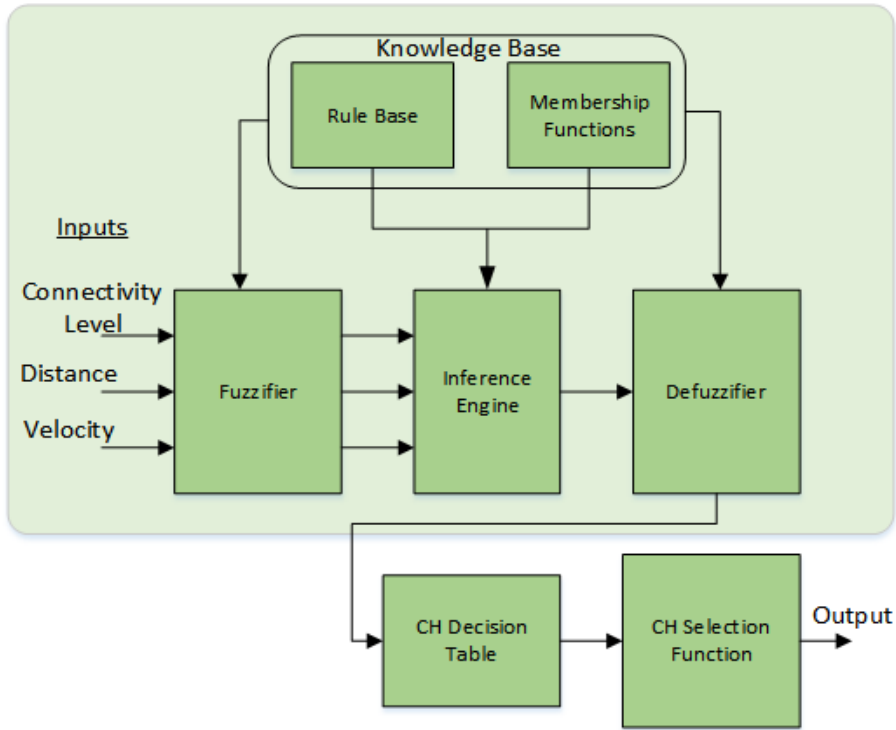 Knowledge Base
Rule Base
Membership
Functions
Inputs
Connectivity
Level
Distance
Velocity
Fuzzifier
Inference
Engine
Defuzzifier
CH Decision
Table
CH Selection
Function
Output